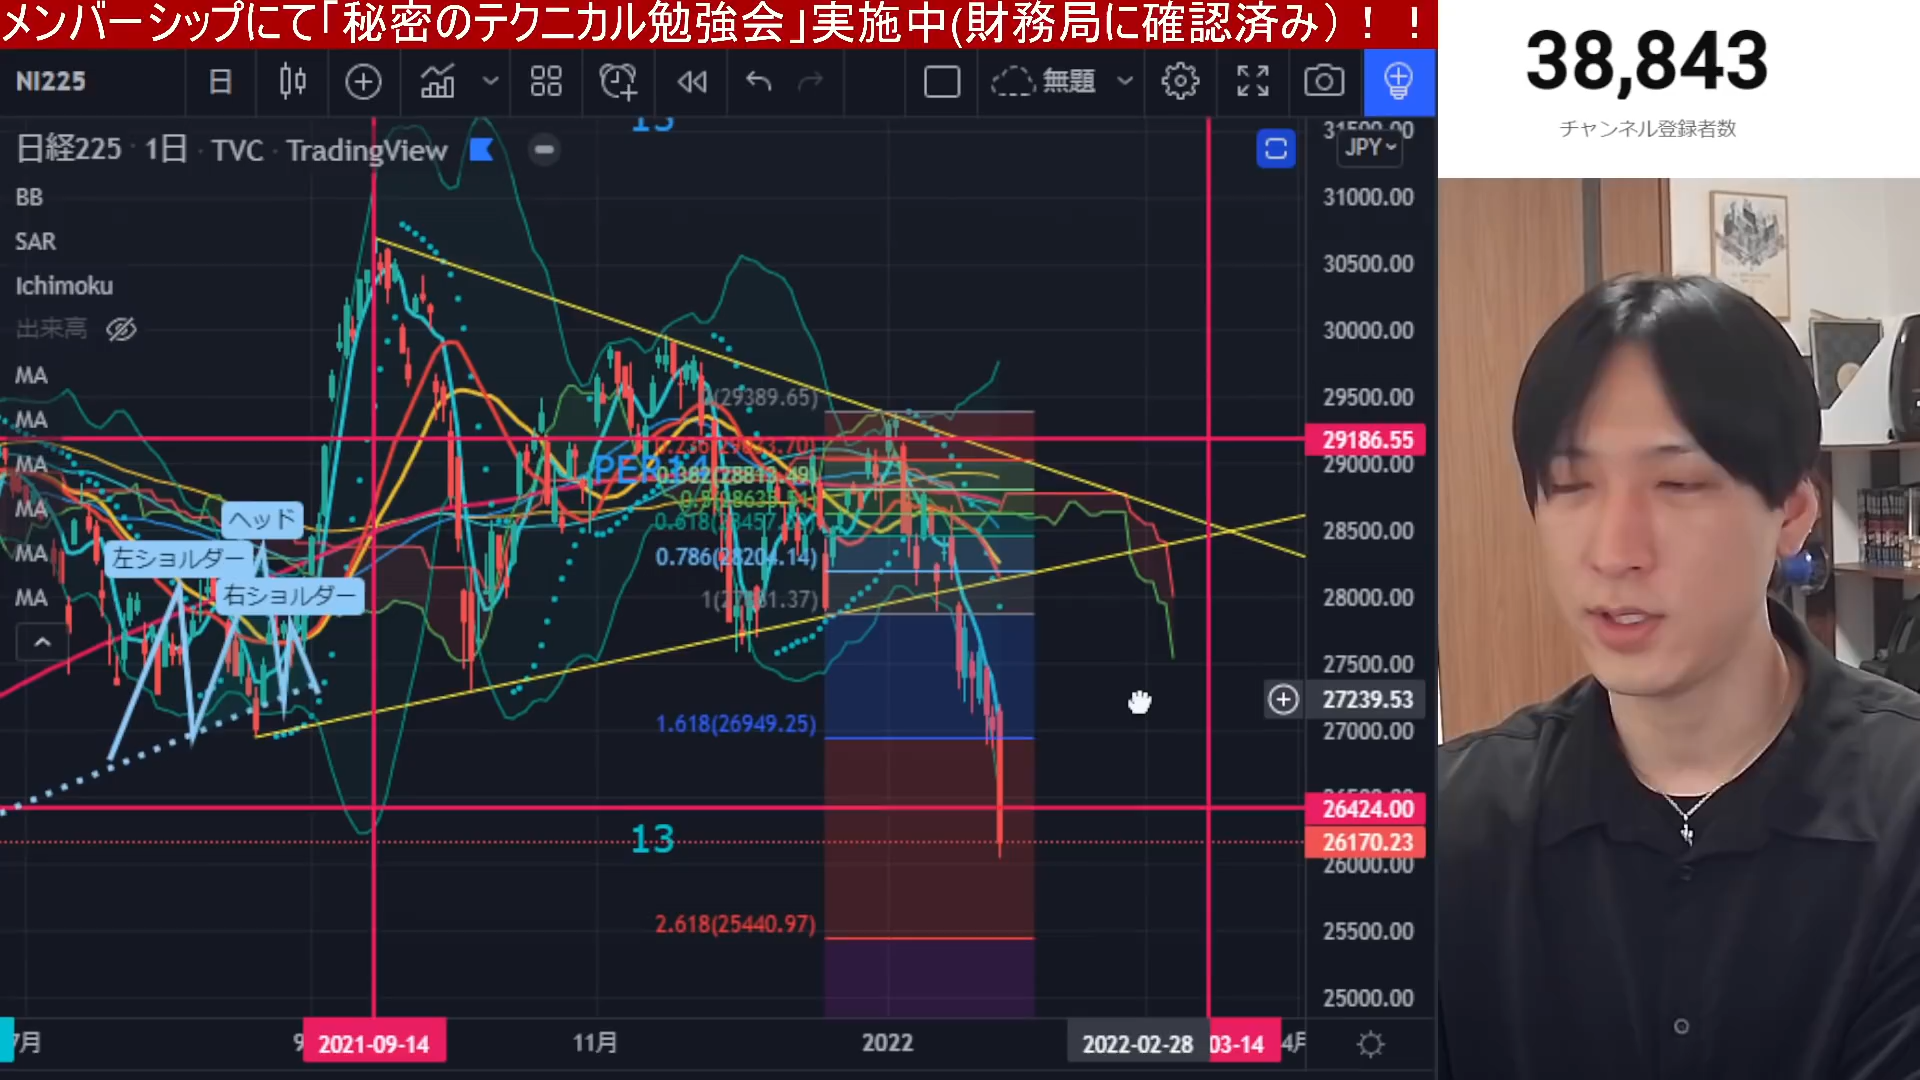 メンバーシップにて「秘密のテクニカル勉強会」実施中(財務局に確認済み)！！
38,843
チャンネル登録者数
NI225
日
無題
日経225・1日・TVC・TradingView
JPY
BB
SAR
Ichimoku
出来高
MA
MA
MA
MA
MA
MA
ヘッド
左ショルダー
右ショルダー
13
(29389.65)
0.382(28813.49)
0.786(28204.14)
1.618(26949.25)
2.618(25440.97)
13
31000.00
30500.00
30000.00
29500.00
29186.55
29000.00
28500.00
28000.00
27500.00
27239.53
27000.00
26424.00
26170.23
26000.00
25500.00
25000.00
7月
2021-09-14
11月
2022
2022-02-28
03-14
4月